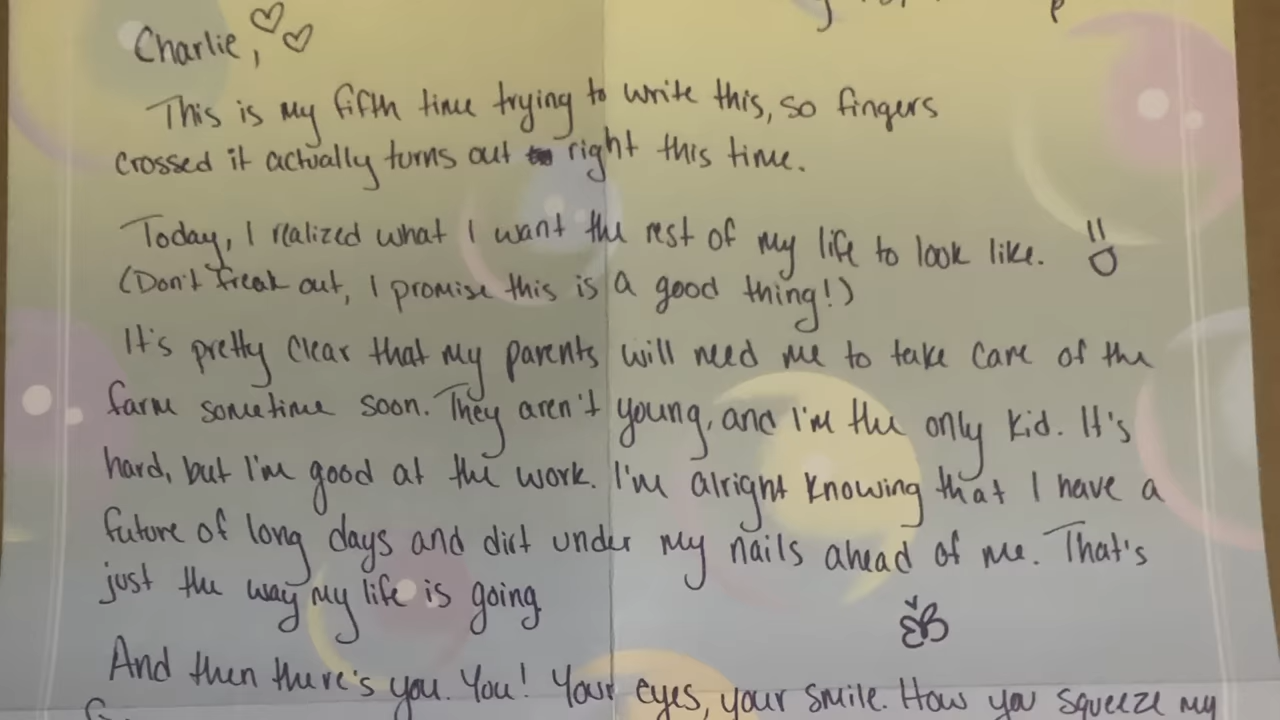 Charlie,
This is my fifth time trying to write this, so fingers
crossed it actually turns out right this time.
Today, I realized what I want the rest of my life to look like.
(Don't freak out, I promise this is a good thing!)
It's pretty clear that my parents will need me to take care of the
farm sometime soon. They aren't young, and I'm the only kid. It's
hard, but I'm good at the work. I'm alright knowing that I have a
future of long days and dirt under my nails ahead of me. That's
just the way my life is going
And then there's you. You! Your eyes, your smile. How you squeeze my